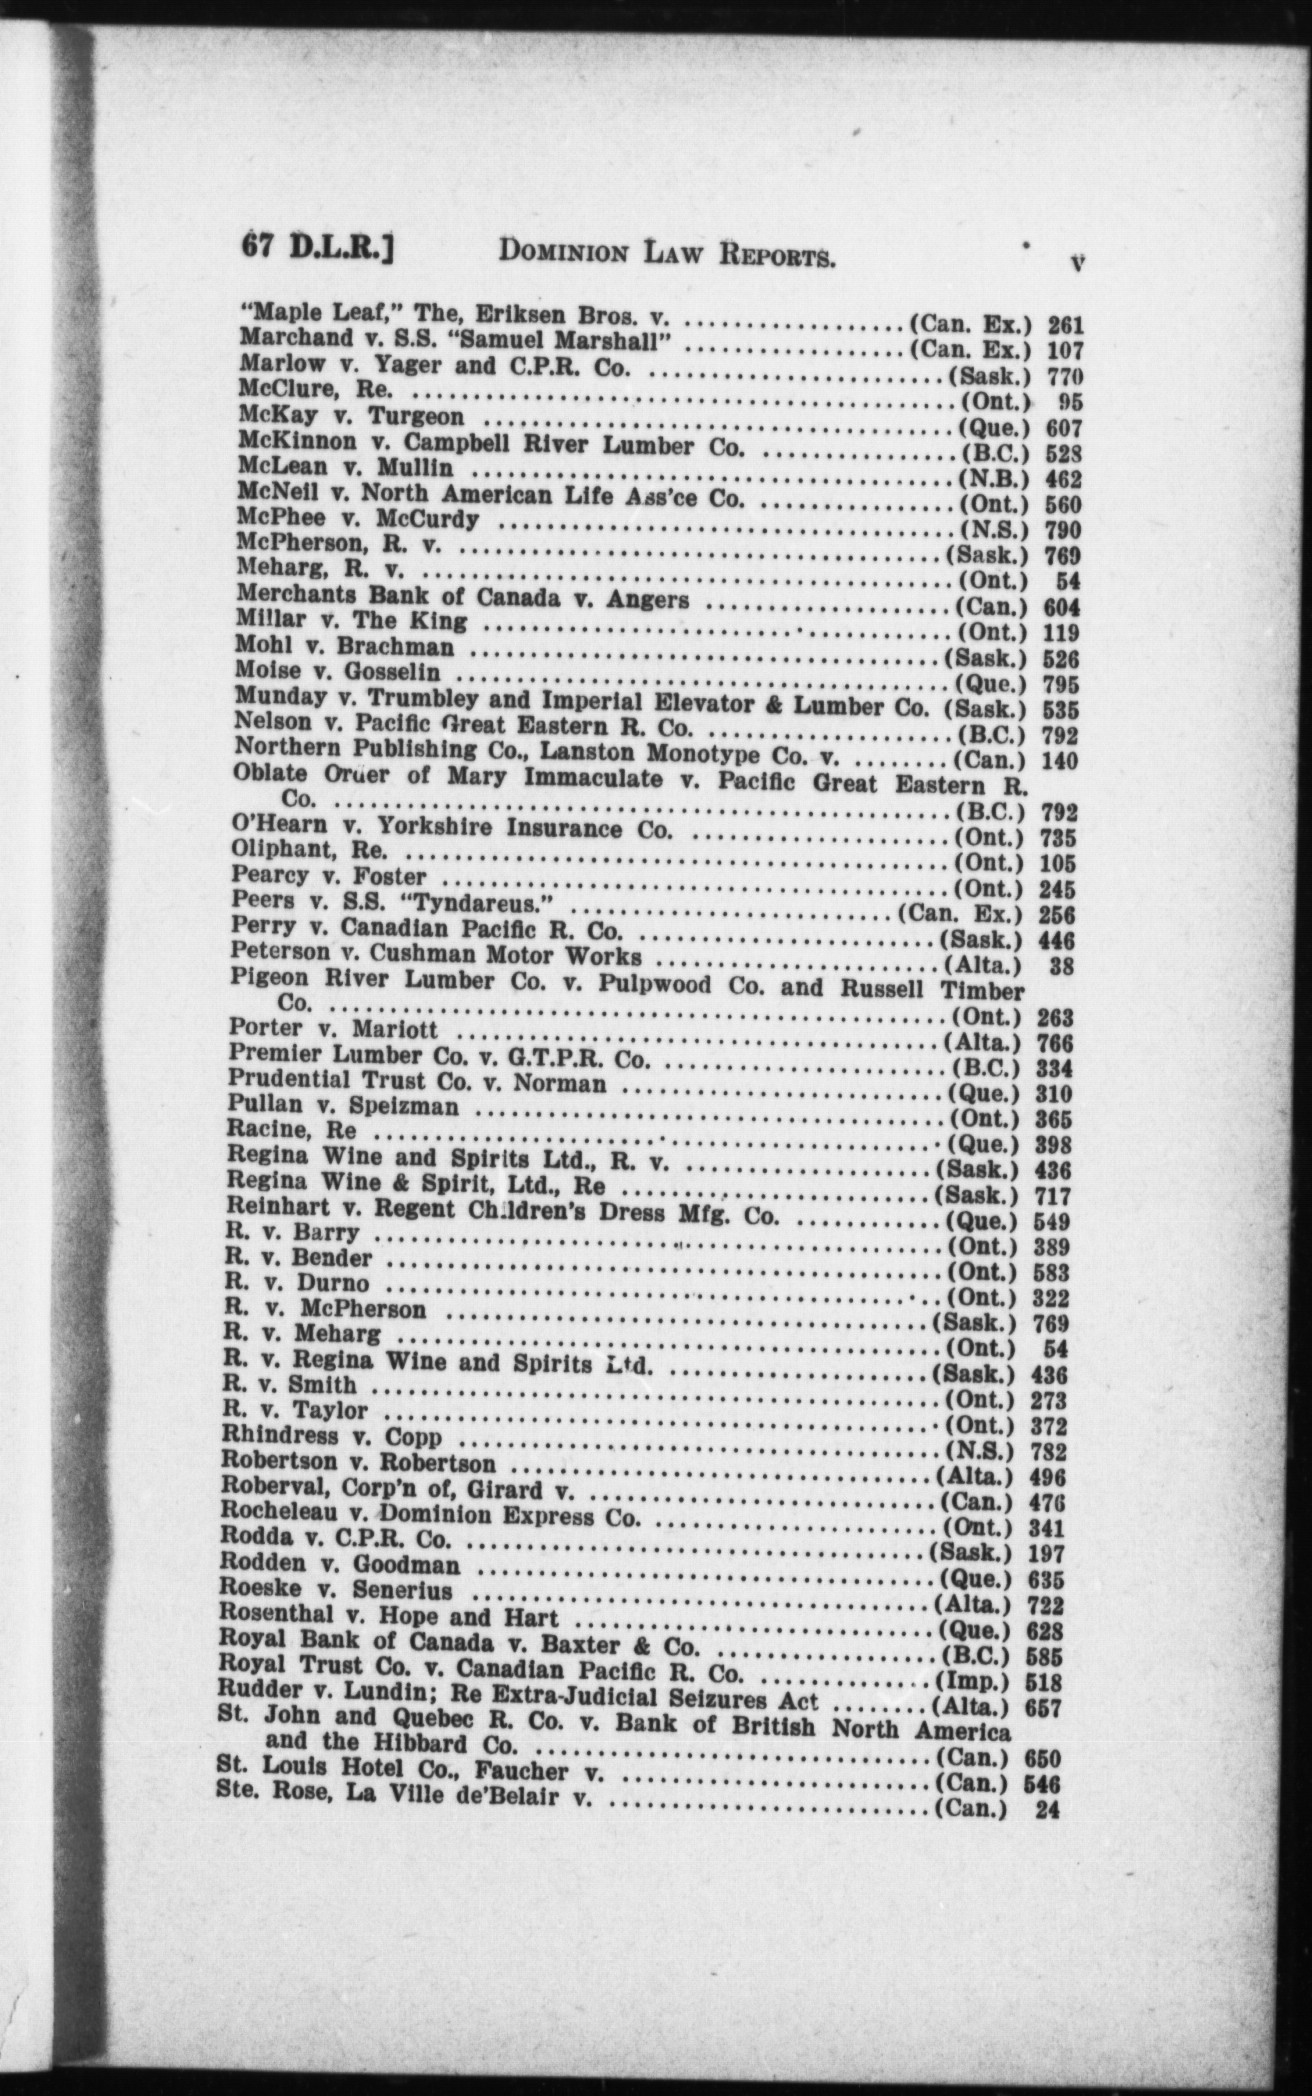 67 D.L.R.] DOMINION LAW REPORTS. v
"Maple Leaf," The, Eriksen Bros. v. .................. (Can. Ex.) 261
Marchand v. S.S. "Samuel Marshall" .................. (Can. Ex.) 107
Marlow v. Yager and C.P.R. Co. ........................ (Sask.) 770
McClure, Re. ............................................ (Ont.) 95
McKay v. Turgeon ...................................... (Que.) 607
McKinnon v. Campbell River Lumber Co. ................ (B.C.) 528
McLean v. Mullin ....................................... (N.B.) 462
McNeil v. North American Life Ass'ce Co. ................ (Ont.) 560
McPhee v. McCurdy ..................................... (N.S.) 790
McPherson, R. v. ....................................... (Sask.) 769
Meharg, R. v. ........................................... (Ont.) 54
Merchants Bank of Canada v. Angers .................... (Can.) 604
Millar v. The King ...................................... (Ont.) 119
Mohl v. Brachman ...................................... (Sask.) 526
Moise v. Gosselin ........................................ (Que.) 795
Munday v. Trumbley and Imperial Elevator & Lumber Co. (Sask.) 535
Nelson v. Pacific Great Eastern R. Co. .................... (B.C.) 792
Northern Publishing Co., Lanston Monotype Co. v. ........ (Can.) 140
Oblate Order of Mary Immaculate v. Pacific Great Eastern R.
Co. .................................................. (B.C.) 792
O'Hearn v. Yorkshire Insurance Co. ..................... (Ont.) 735
Oliphant, Re. ............................................ (Ont.) 105
Pearcy v. Foster ......................................... (Ont.) 245
Peers v. S.S. "Tyndareus." .......................... (Can. Ex.) 256
Perry v. Canadian Pacific R. Co. ........................ (Sask.) 446
Peterson v. Cushman Motor Works ....................... (Alta.) 38
Pigeon River Lumber Co. v. Pulpwood Co. and Russell Timber
Co. .................................................. (Ont.) 263
Porter v. Mariott ....................................... (Alta.) 766
Premier Lumber Co. v. G.T.P.R. Co. ....................... (B.C.) 334
Prudential Trust Co. v. Norman .......................... (Que.) 310
Pullan v. Speizman ...................................... (Ont.) 365
Racine, Re .............................................. (Que.) 398
Regina Wine and Spirits Ltd., R. v. .................... (Sask.) 436
Regina Wine & Spirit, Ltd., Re ......................... (Sask.) 717
Reinhart v. Regent Children's Dress Mfg. Co. ............ (Que.) 549
R. v. Barry .............................................. (Ont.) 389
R. v. Bender ............................................. (Ont.) 583
R. v. Durno ............................................. (Ont.) 322
R. v. McPherson ....................................... (Sask.) 769
R. v. Meharg ............................................ (Ont.) 54
R. v. Regina Wine and Spirits Ltd. ..................... (Sask.) 436
R. v. Smith .............................................. (Ont.) 273
R. v. Taylor ............................................. (Ont.) 372
Rhindress v. Copp ....................................... (N.S.) 782
Robertson v. Robertson .................................. (Alta.) 496
Roberval, Corp'n of, Girard v. ............................ (Can.) 476
Rocheleau v. Dominion Express Co. ....................... (Ont.) 341
Rodda v. C.P.R. Co. ..................................... (Sask.) 197
Rodden v. Goodman ..................................... (Que.) 635
Roeske v. Senerius ..................................... (Alta.) 722
Rosenthal v. Hope and Hart ............................. (Que.) 628
Royal Bank of Canada v. Baxter & Co. .................. (B.C.) 585
Royal Trust Co. v. Canadian Pacific R. Co. .............. (Imp.) 518
Rudder v. Lundin; Re Extra-Judicial Seizures Act ........ (Alta.) 657
St. John and Quebec R. Co. v. Bank of British North America
and the Hibbard Co. ................................ (Can.) 650
St. Louis Hotel Co., Faucher v. ......................... (Can.) 546
Ste. Rose, La Ville de'Belair v. .......................... (Can.) 24